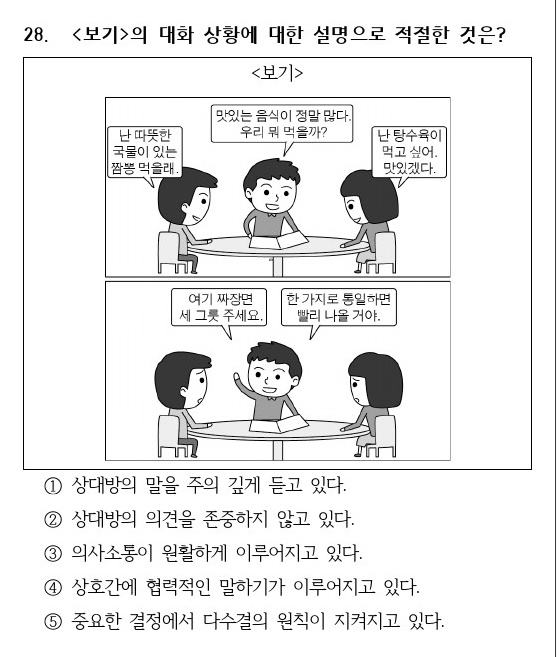 28. <보기>의 대화 상황에 대한 설명으로 적절한 것은?
<보기>
맛있는 음식이 정말 많다.
우리 뭐 먹을까?
난 따뜻한
국물이 있는
짬뽕 먹을래.
난 탕수육이
먹고 싶어.
맛있겠다.
여기 짜장면
세 그릇 주세요.
한 가지로 통일하면
빨리 나올 거야.
① 상대방의 말을 주의 깊게 듣고 있다.
② 상대방의 의견을 존중하지 않고 있다.
③ 의사소통이 원활하게 이루어지고 있다.
④ 상호간에 협력적인 말하기가 이루어지고 있다.
⑤ 중요한 결정에서 다수결의 원칙이 지켜지고 있다.